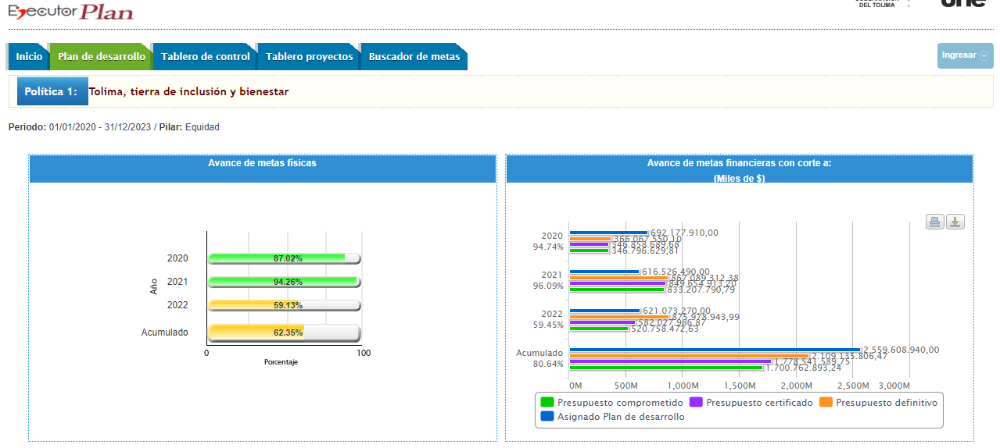 EjecutorPlan
DEL TOLIMA
une
Inicio
Plan de desarrollo
Tablero de control
Tablero proyectos
Buscador de metas
Ingresar
Política 1: Tolima, tierra de inclusión y bienestar
Periodo: 01/01/2020 - 31/12/2023 / Pilar: Equidad
Avance de metas físicas
2020
87.02%
2021
94.26%
2022
59.13%
Acumulado
62.35%
Año
0
100
Porcentaje
Avance de metas financieras con corte a:
(Miles de $)
2020
94.74%
692.177.910,00
366.067.550,10
346.858.689,68
346.796.629,81
2021
96.09%
616.526.490,00
867.089.312,38
849.654.913,20
833.207.790,79
2022
59.45%
621.073.270,00
875.978.943,99
582.027.986,87
520.758.472,63
Acumulado
80.64%
2.559.608.940,00
2.109.135.806,47
1.778.541.589,75
1.700.762.893,24
0M
500M
1,000M
1,500M
2,000M
2,500M
3,000M
Presupuesto comprometido
Presupuesto certificado
Presupuesto definitivo
Asignado Plan de desarrollo